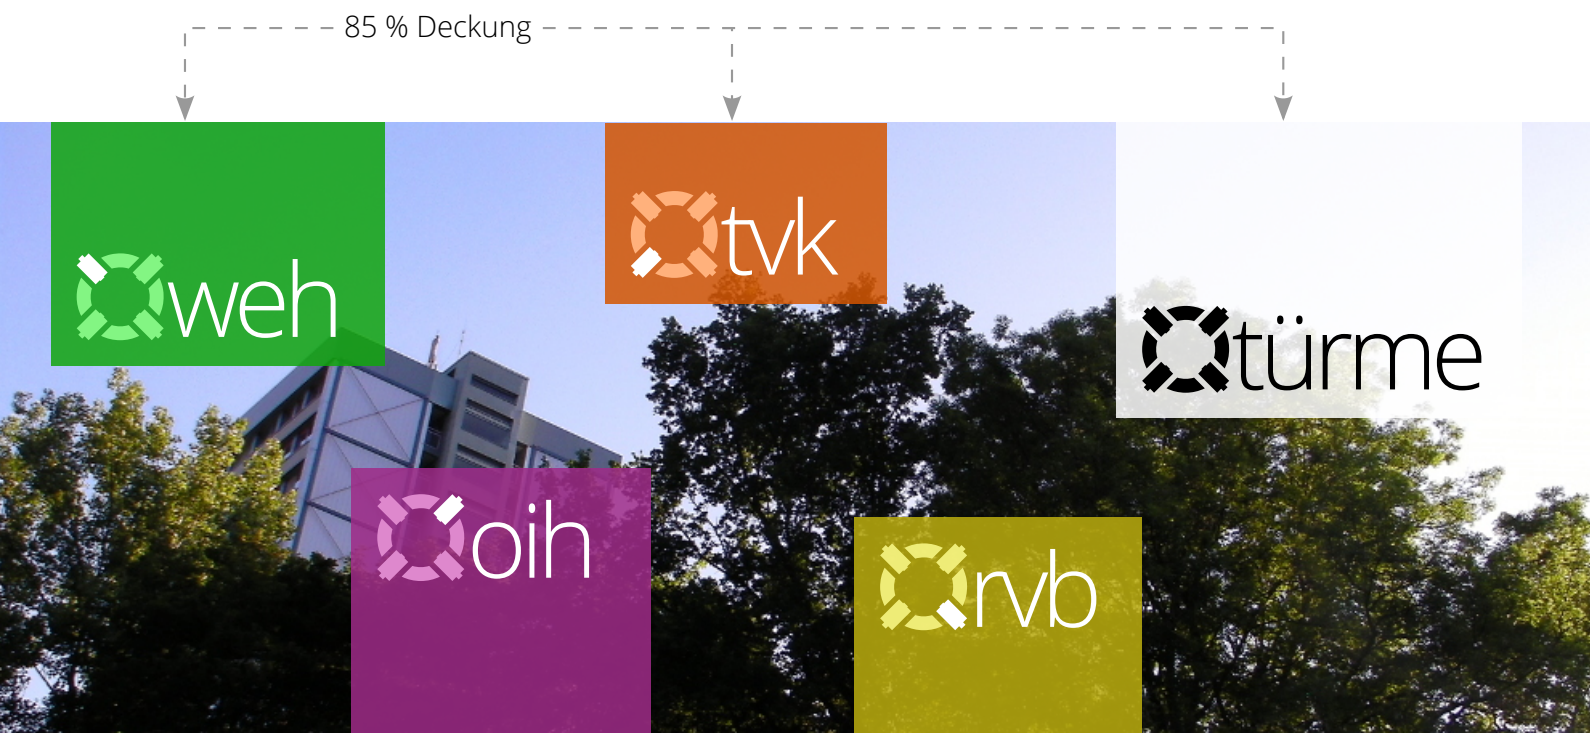 85 % Deckung
weh
tvk
türme
oih
rvb